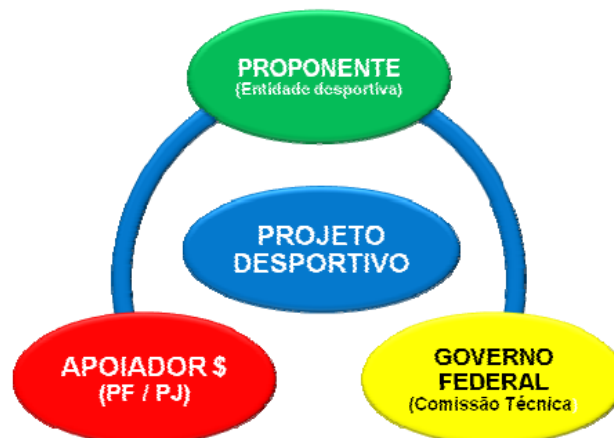 PROPONENTE
(Entidade desportiva)
PROJETO
DESPORTIVO
APOIADOR $
(PF / PJ)
GOVERNO
FEDERAL
(Comissão Técnica)